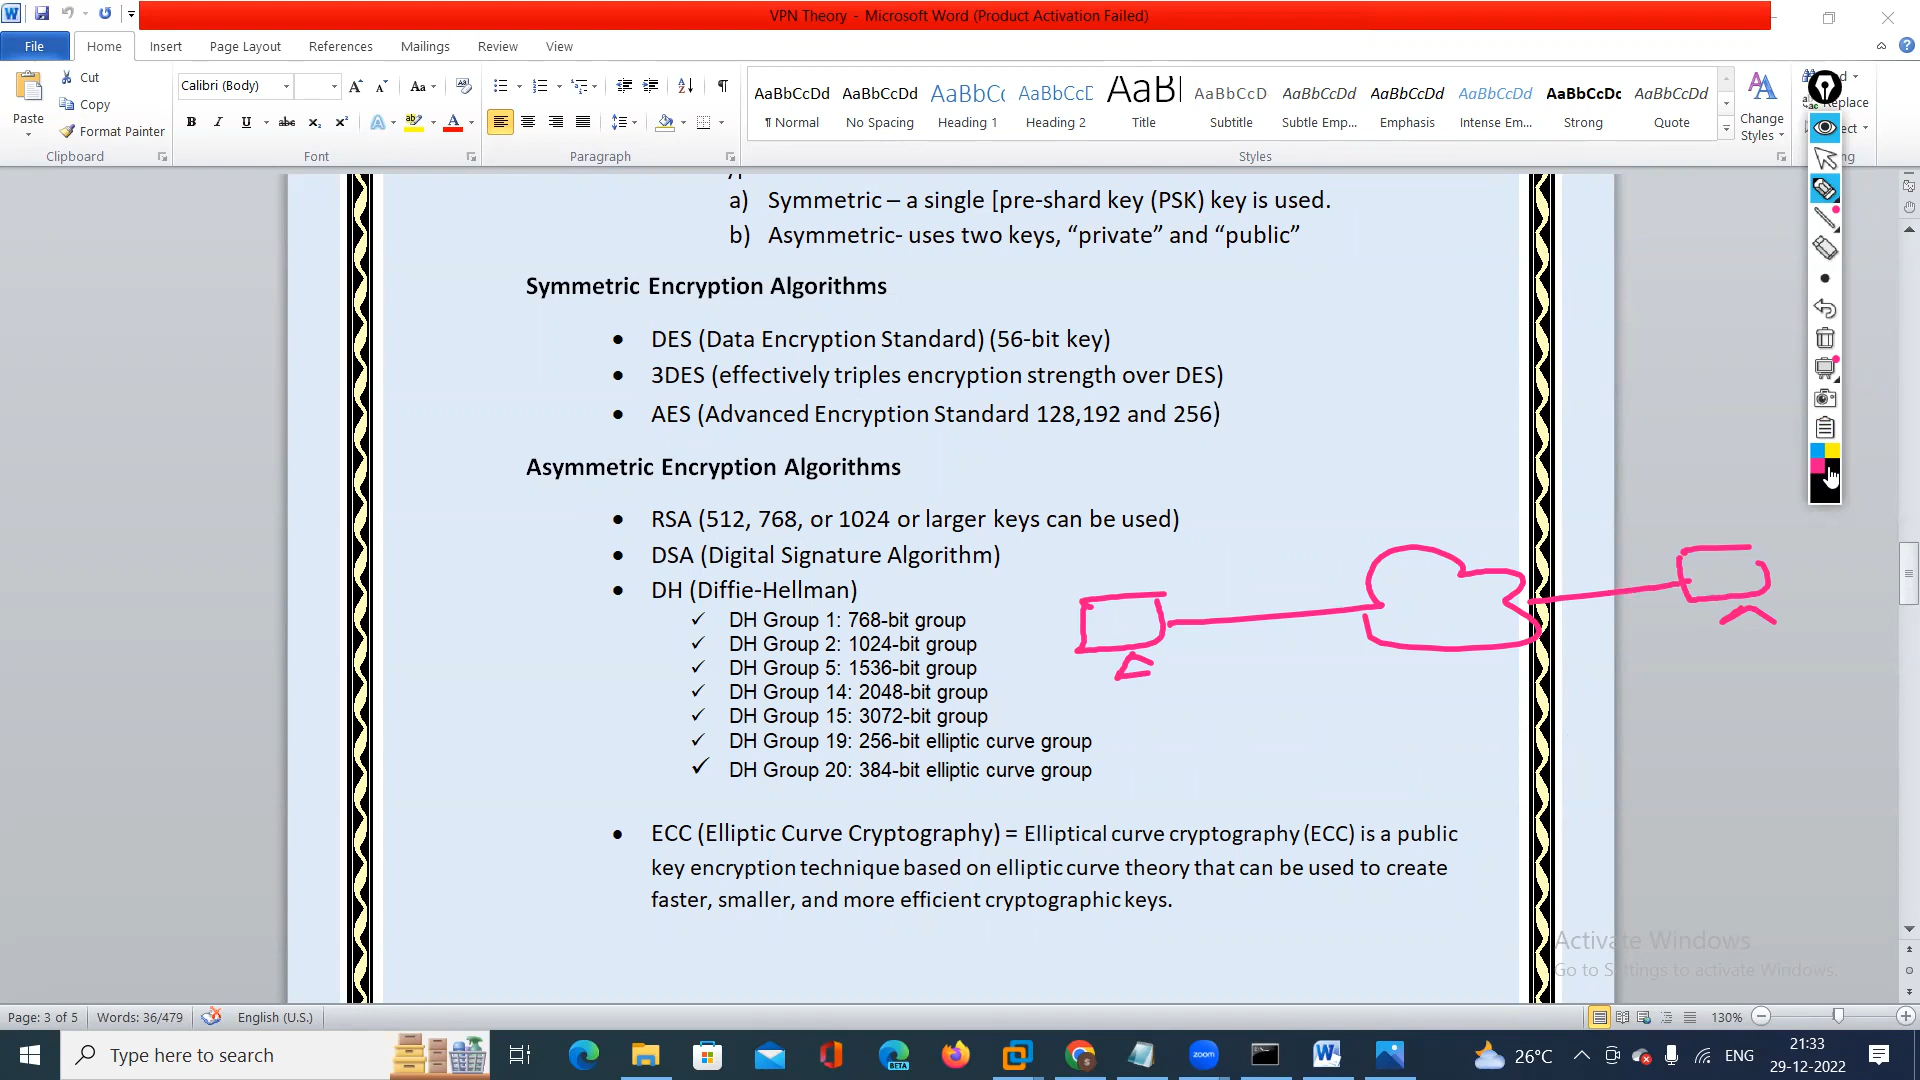 VPN Theory - Microsoft Word (Product Activation Failed)
File Home Insert Page Layout References Mailings Review View
Paste
Cut
Copy
Format Painter
Clipboard
Calibri (Body)
Font
Paragraph
AaBbCcDd AaBbCcDd AaBbCc AaBbCcD AaBl AaBbCcD AaBbCcDd AaBbCcDd AaBbCcDd AaBbCcDc AaBbCcDd
¶ Normal No Spacing Heading 1 Heading 2 Title Subtitle Subtle Emp... Emphasis Intense Em... Strong Quote
Styles
Change Styles
Replace
a) Symmetric – a single [pre-shard key (PSK) key is used.
b) Asymmetric- uses two keys, “private” and “public”
Symmetric Encryption Algorithms
• DES (Data Encryption Standard) (56-bit key)
• 3DES (effectively triples encryption strength over DES)
• AES (Advanced Encryption Standard 128,192 and 256)
Asymmetric Encryption Algorithms
• RSA (512, 768, or 1024 or larger keys can be used)
• DSA (Digital Signature Algorithm)
• DH (Diffie-Hellman)
✓ DH Group 1: 768-bit group
✓ DH Group 2: 1024-bit group
✓ DH Group 5: 1536-bit group
✓ DH Group 14: 2048-bit group
✓ DH Group 15: 3072-bit group
✓ DH Group 19: 256-bit elliptic curve group
✓ DH Group 20: 384-bit elliptic curve group
• ECC (Elliptic Curve Cryptography) = Elliptical curve cryptography (ECC) is a public
key encryption technique based on elliptic curve theory that can be used to create
faster, smaller, and more efficient cryptographic keys.
Activate Windows
Go to Settings to activate Windows.
Page: 3 of 5 Words: 36/479 English (U.S.) 130%
Type here to search
BETA
zoom
26°C ENG
21:33
29-12-2022